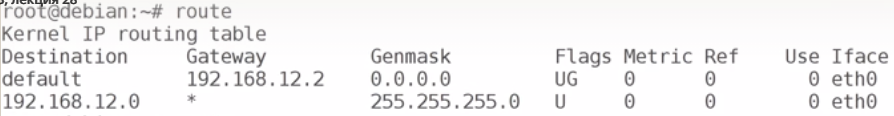 лекция 28
root@debian:~# route
Kernel IP routing table
Destination     Gateway         Genmask         Flags Metric Ref    Use Iface
default         192.168.12.2    0.0.0.0         UG    0      0        0 eth0
192.168.12.0    *               255.255.255.0   U     0      0        0 eth0